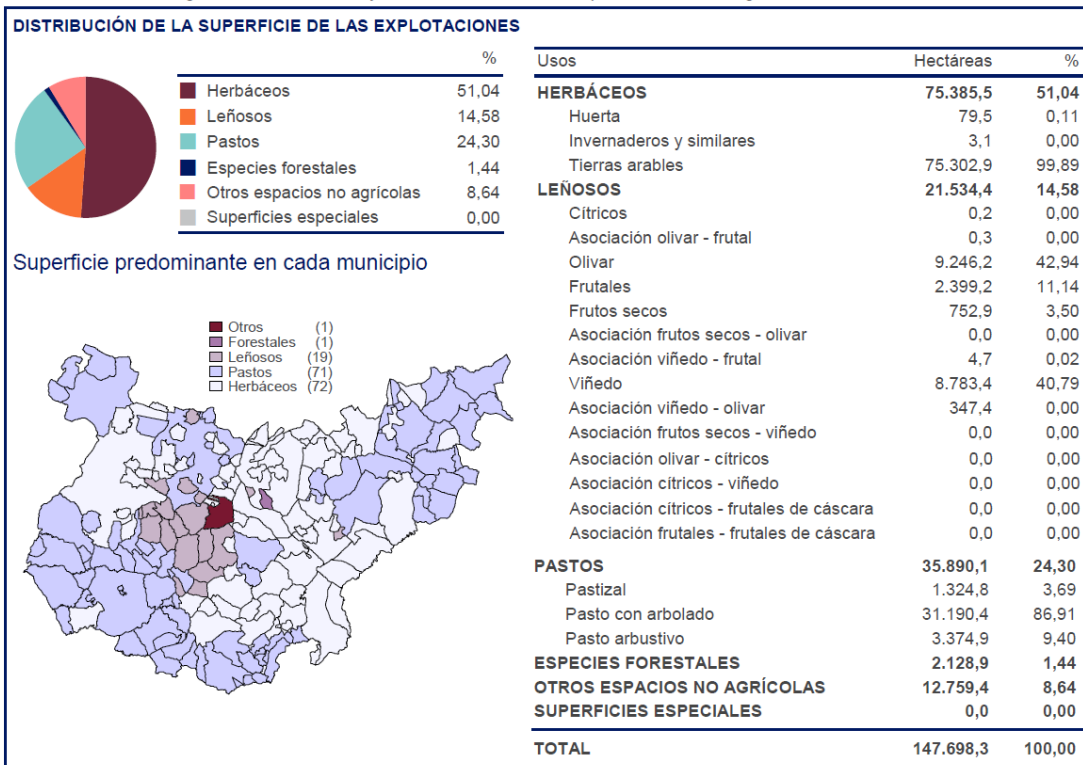 DISTRIBUCIÓN DE LA SUPERFICIE DE LAS EXPLOTACIONES
%
Herbáceos 51,04
Leñosos 14,58
Pastos 24,30
Especies forestales 1,44
Otros espacios no agrícolas 8,64
Superficies especiales 0,00
Superficie predominante en cada municipio
Otros (1)
Forestales (1)
Leñosos (19)
Pastos (71)
Herbáceos (72)
Usos Hectáreas %
HERBÁCEOS 75.385,5 51,04
Huerta 79,5 0,11
Invernaderos y similares 3,1 0,00
Tierras arables 75.302,9 99,89
LEÑOSOS 21.534,4 14,58
Cítricos 0,2 0,00
Asociación olivar - frutal 0,3 0,00
Olivar 9.246,2 42,94
Frutales 2.399,2 11,14
Frutos secos 752,9 3,50
Asociación frutos secos - olivar 0,0 0,00
Asociación viñedo - frutal 4,7 0,02
Viñedo 8.783,4 40,79
Asociación viñedo - olivar 347,4 0,00
Asociación frutos secos - viñedo 0,0 0,00
Asociación olivar - cítricos 0,0 0,00
Asociación cítricos - viñedo 0,0 0,00
Asociación cítricos - frutales de cáscara 0,0 0,00
Asociación frutales - frutales de cáscara 0,0 0,00
PASTOS 35.890,1 24,30
Pastizal 1.324,8 3,69
Pasto con arbolado 31.190,4 86,91
Pasto arbustivo 3.374,9 9,40
ESPECIES FORESTALES 2.128,9 1,44
OTROS ESPACIOS NO AGRÍCOLAS 12.759,4 8,64
SUPERFICIES ESPECIALES 0,0 0,00
TOTAL 147.698,3 100,00